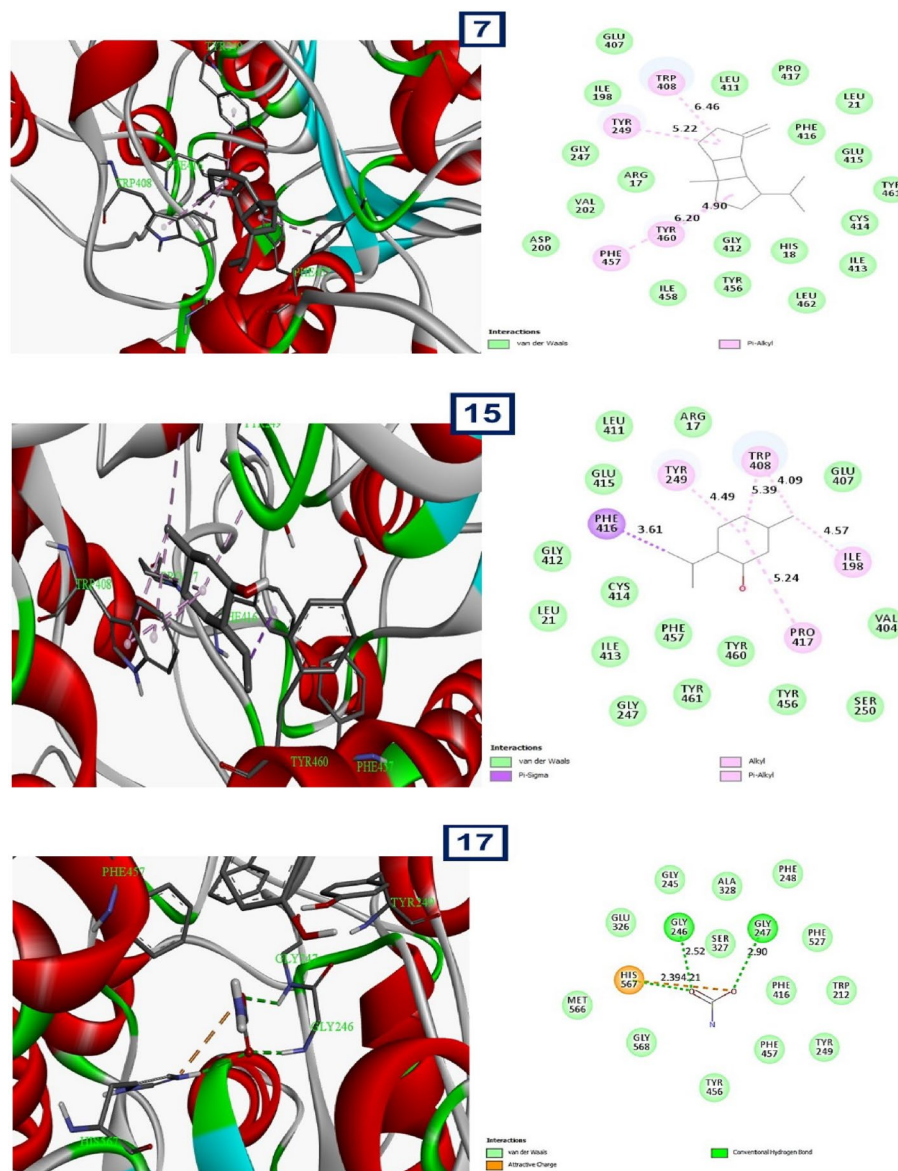 7
TRP408
GLU 407
TRP 408
LEU 411
PRO 417
ILE 198
6.46
LEU 21
TYR 249
5.22
PHE 416
GLY 247
GLU 415
ARG 17
TYR 461
VAL 202
4.90
CYS 414
6.20
TYR 460
ASP 200
GLY 412
HIS 18
PHE 457
ILE 413
ILE 458
TYR 456
LEU 462
Interactions
van der Waals
Pi-Alkyl
15
TRP408
TYR460
PHE457
LEU 411
ARG 17
TRP 408
GLU 415
TYR 249
4.09
GLU 407
4.49
5.39
PHE 416
3.61
4.57
GLY 412
ILE 198
CYS 414
5.24
LEU 21
VAL 404
PHE 457
PRO 417
ILE 413
TYR 460
TYR 461
TYR 456
SER 250
GLY 247
Interactions
van der Waals
Pi-Sigma
Alkyl
Pi-Alkyl
17
PHE457
GLY246
GLY 245
ALA 328
PHE 248
GLU 326
GLY 246
SER 327
GLY 247
PHE 527
2.52
2.90
HIS 567
2.39
4.21
PHE 416
TRP 212
MET 566
GLY 568
PHE 457
TYR 249
TYR 456
Interactions
van der Waals
Attractive Charge
Conventional Hydrogen Bond